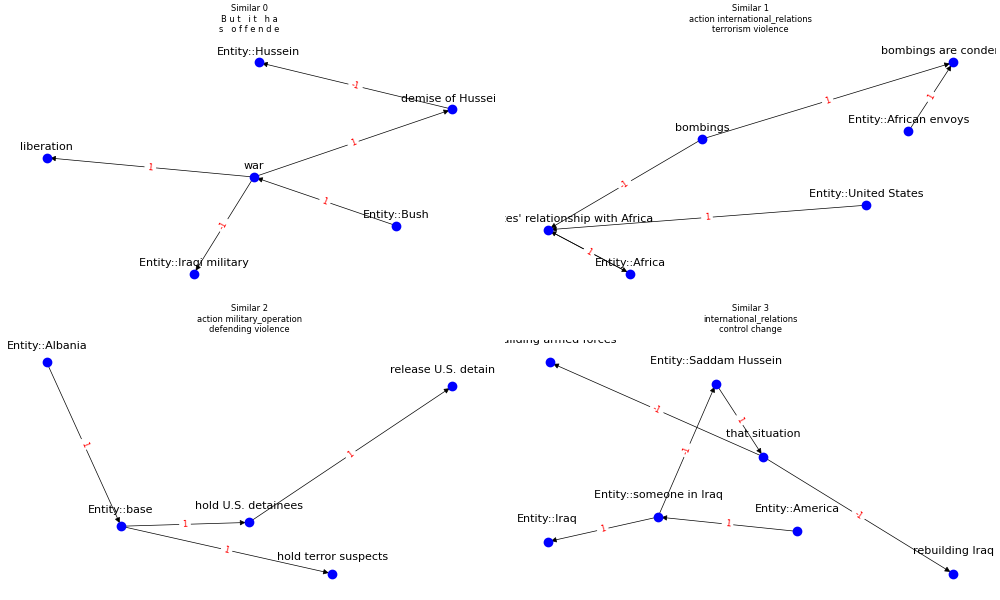 Similar 0
B u t   i t   h a
s   o f f e n d e
Entity::Hussein
-1
demise of Hussei
1
liberation
1
war
1
Entity::Bush
-1
Entity::Iraqi military
Similar 1
action international_relations
terrorism violence
bombings are conder
1
1
Entity::African envoys
bombings
-1
Entity::United States
es' relationship with Africa
1
1
Entity::Africa
Similar 2
action military_operation
defending violence
Entity::Albania
release U.S. detain
1
1
hold U.S. detainees
Entity::base
1
1
hold terror suspects
Similar 3
international_relations
control change
ilding armed forces
Entity::Saddam Hussein
-1
1
that situation
-1
Entity::someone in Iraq
Entity::America
Entity::Iraq
1
1
-1
rebuilding Iraq